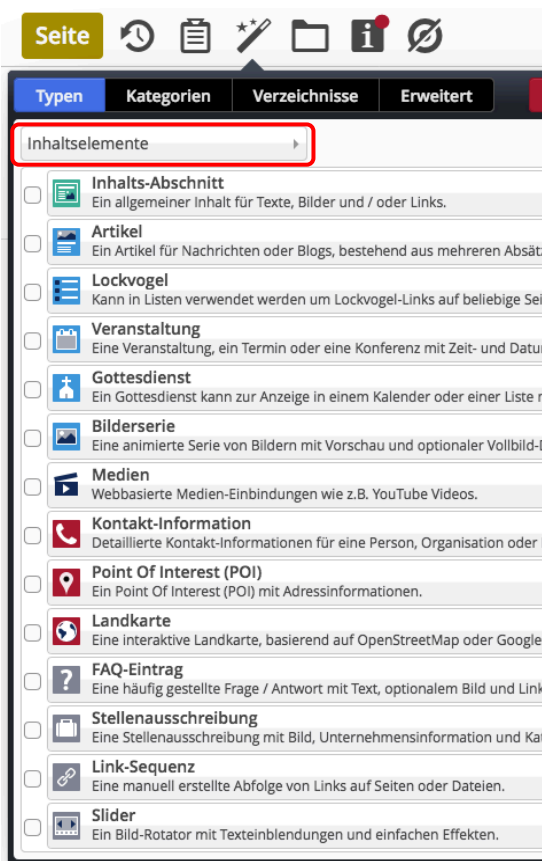 Seite
Typen Kategorien Verzeichnisse Erweitert
Inhaltselemente
Inhalts-Abschnitt
Ein allgemeiner Inhalt für Texte, Bilder und / oder Links.
Artikel
Ein Artikel für Nachrichten oder Blogs, bestehend aus mehreren Absät
Lockvogel
Kann in Listen verwendet werden um Lockvogel-Links auf beliebige Sei
Veranstaltung
Eine Veranstaltung, ein Termin oder eine Konferenz mit Zeit- und Datu
Gottesdienst
Ein Gottesdienst kann zur Anzeige in einem Kalender oder einer Liste
Bilderserie
Eine animierte Serie von Bildern mit Vorschau und optionaler Vollbild-
Medien
Webbasierte Medien-Einbindungen wie z.B. YouTube Videos.
Kontakt-Information
Detaillierte Kontakt-Informationen für eine Person, Organisation oder
Point Of Interest (POI)
Ein Point Of Interest (POI) mit Adressinformationen.
Landkarte
Eine interaktive Landkarte, basierend auf OpenStreetMap oder Google
FAQ-Eintrag
Eine häufig gestellte Frage / Antwort mit Text, optionalem Bild und Link
Stellenausschreibung
Eine Stellenausschreibung mit Bild, Unternehmensinformation und Kat
Link-Sequenz
Eine manuell erstellte Abfolge von Links auf Seiten oder Dateien.
Slider
Ein Bild-Rotator mit Texteinblendungen und einfachen Effekten.